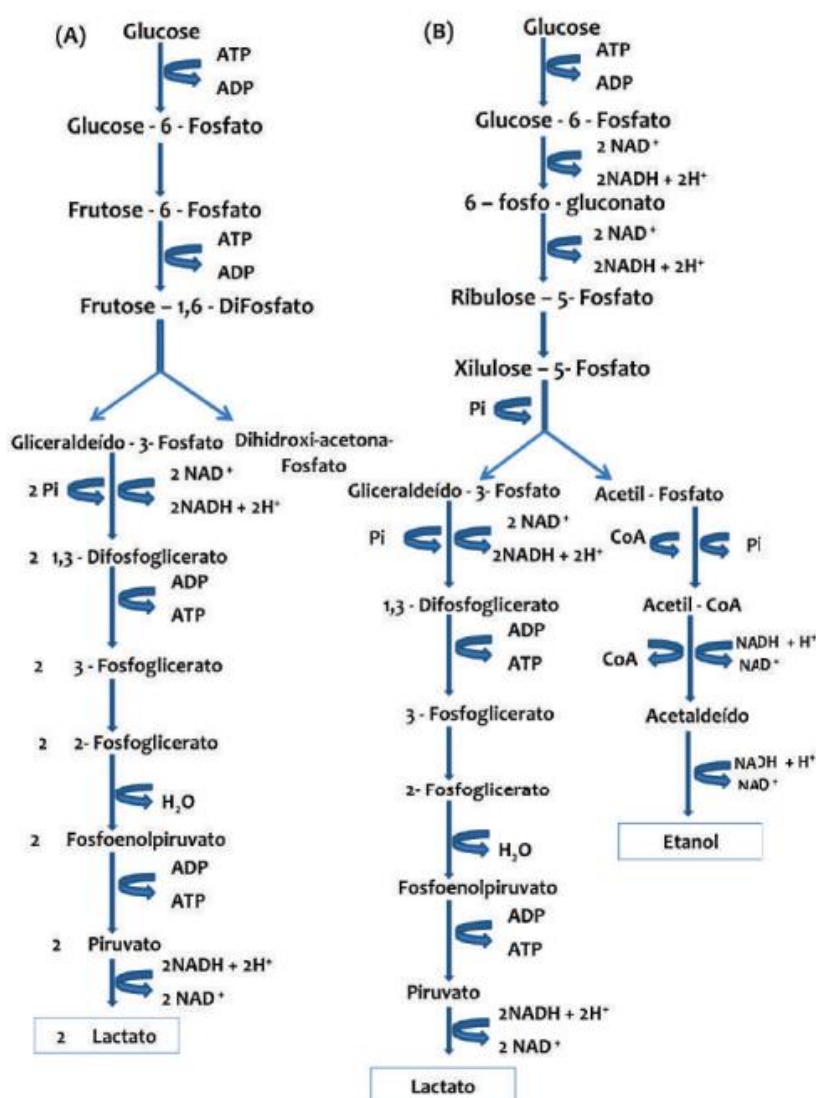 (A)
Glucose
ATP
ADP
Glucose - 6 - Fosfato
Frutose - 6 - Fosfato
ATP
ADP
Frutose – 1,6 - DiFosfato
Gliceraldeído - 3- Fosfato
Dihidroxi-acetona-
Fosfato
2 Pi
2 NAD⁺
2NADH + 2H⁺
2 1,3 - Difosfoglicerato
ADP
ATP
2 3 - Fosfoglicerato
2 2- Fosfoglicerato
H₂O
2 Fosfoenolpiruvato
ADP
ATP
2 Piruvato
2NADH + 2H⁺
2 NAD⁺
2 Lactato
(B)
Glucose
ATP
ADP
Glucose - 6 - Fosfato
2 NAD⁺
2NADH + 2H⁺
6 – fosfo - gluconato
2 NAD⁺
2NADH + 2H⁺
Ribulose – 5- Fosfato
Xilulose – 5- Fosfato
Pi
Gliceraldeído - 3- Fosfato
Pi
2 NAD⁺
2NADH + 2H⁺
1,3 - Difosfoglicerato
ADP
ATP
3 - Fosfoglicerato
2- Fosfoglicerato
H₂O
Fosfoenolpiruvato
ADP
ATP
Piruvato
2NADH + 2H⁺
2 NAD⁺
Lactato
Acetil - Fosfato
CoA
Pi
Acetil - CoA
CoA
NADH + H⁺
NAD⁺
Acetaldeído
NADH + H⁺
NAD⁺
Etanol